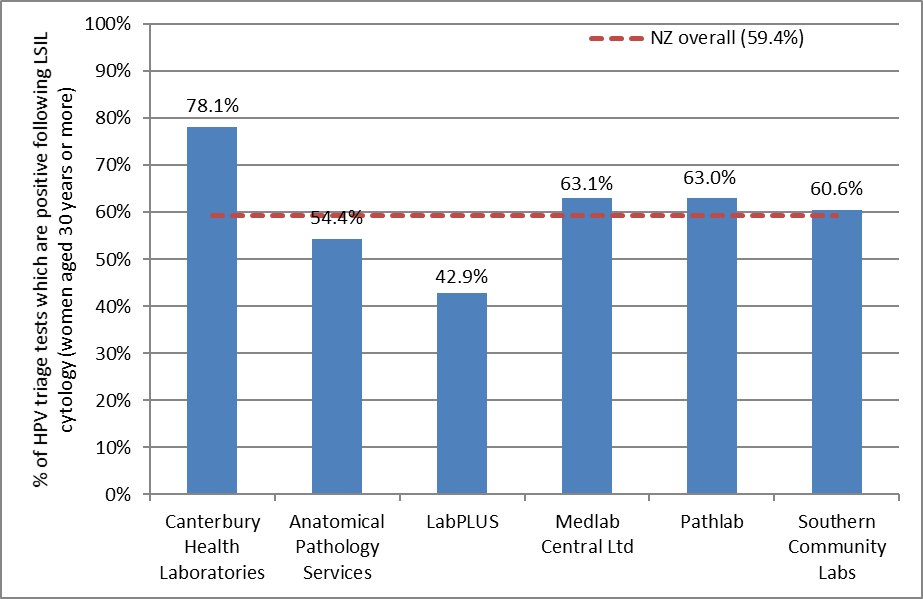 % of HPV triage tests which are positive following LSIL
cytology (women aged 30 years or more)
100%
90%
80%
70%
60%
50%
40%
30%
20%
10%
0%
NZ overall (59.4%)
78.1%
54.4%
42.9%
63.1%
63.0%
60.6%
Canterbury
Health
Laboratories
Anatomical
Pathology
Services
LabPLUS
Medlab
Central Ltd
Pathlab
Southern
Community
Labs